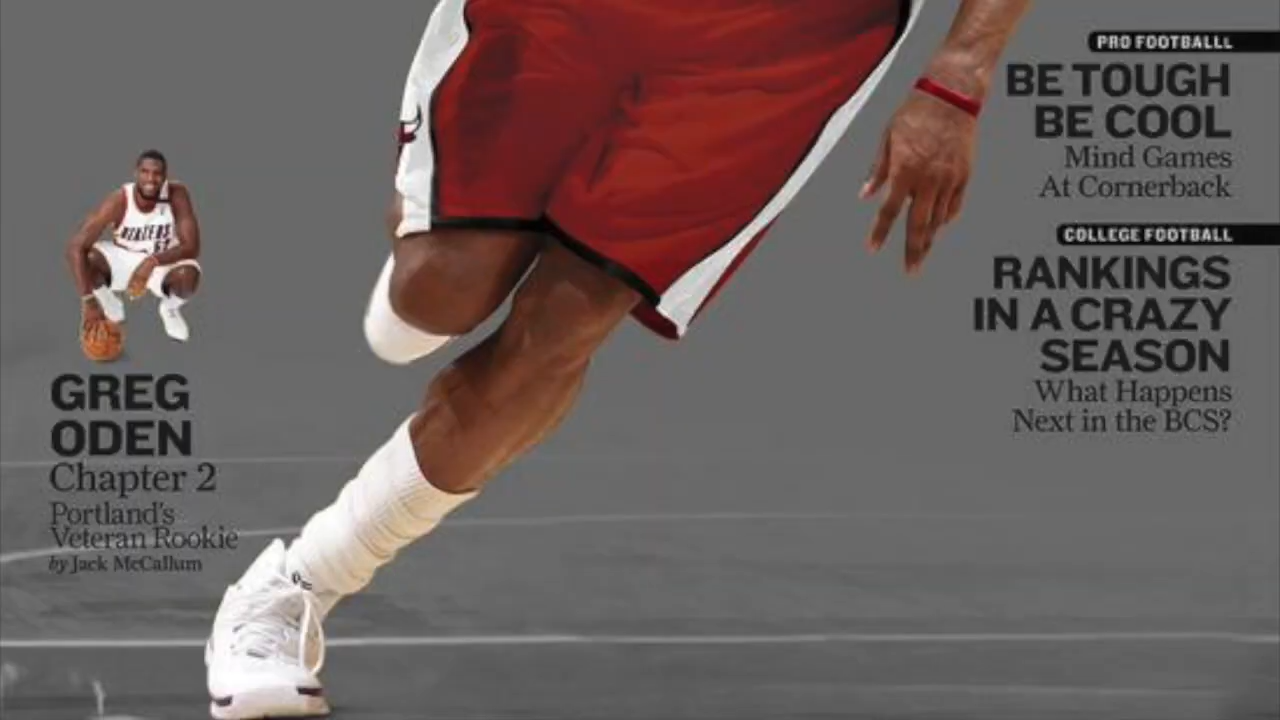 PRO FOOTBALLL
BE TOUGH
BE COOL
Mind Games
At Cornerback
COLLEGE FOOTBALL
RANKINGS
IN A CRAZY
SEASON
What Happens
Next in the BCS?
GREG
ODEN
Chapter 2
Portland's
Veteran Rookie
by Jack McCallum